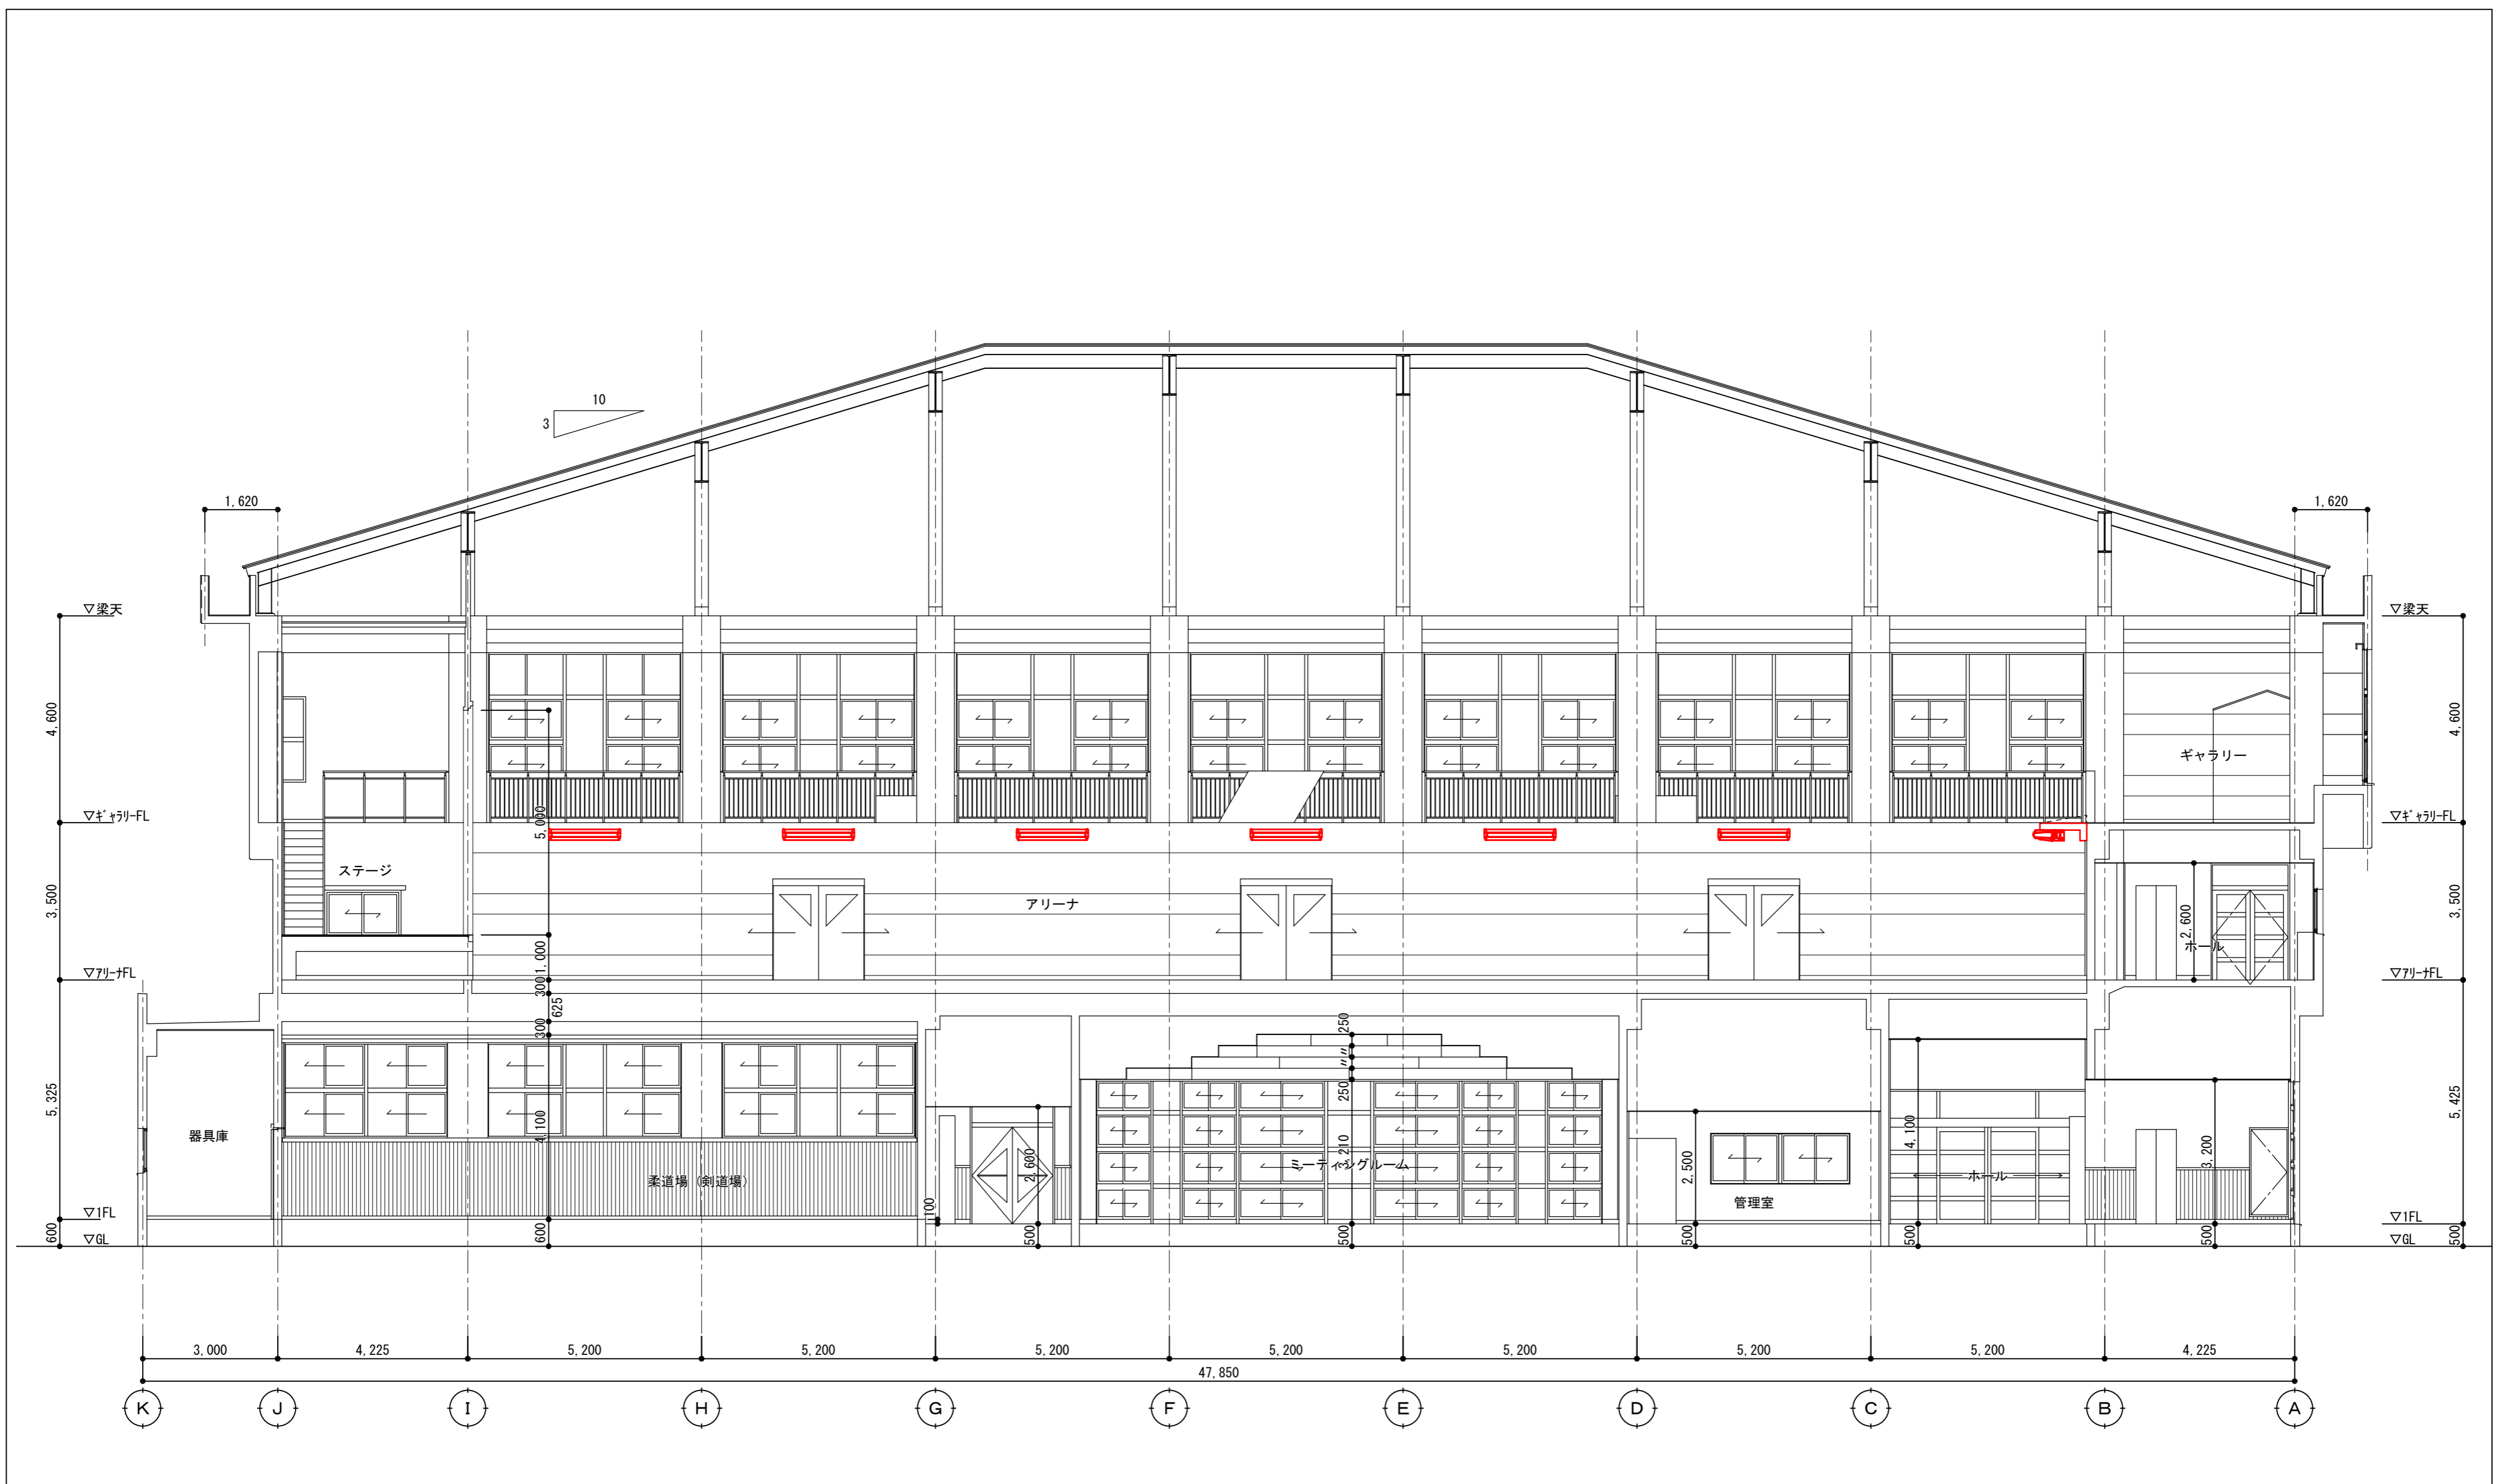 10
3
1,620
1,620
▽梁天
▽梁天
4,600
4,600
ギャラリー
▽ギャラリーFL
▽ギャラリーFL
5,000
ステージ
3,500
アリーナ
2,600
3,500
ホール
1,000
▽アリーナFL
▽アリーナFL
300
625
300
250
〃
〃
250
5,325
器具庫
4,100
柔道場（剣道場）
2,600
3,210
ミーティングルーム
2,500
管理室
4,100
ホール
3,200
5,425
100
▽1FL
▽1FL
600
▽GL
600
500
500
500
500
500
▽GL
500
3,000
4,225
5,200
5,200
5,200
5,200
5,200
5,200
5,200
4,225
47,850
K
J
I
H
G
F
E
D
C
B
A